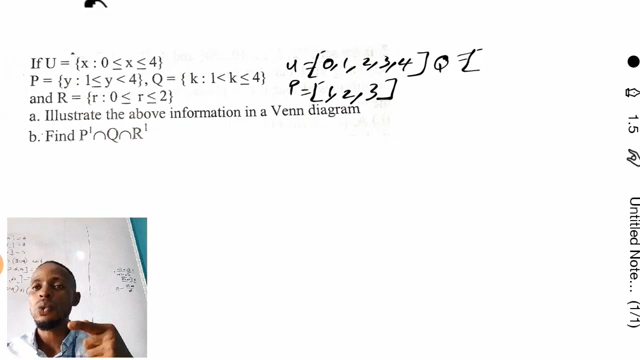 If U = {x : 0 ≤ x ≤ 4}
P = {y : 1 ≤ y < 4}, Q = { k : 1< k ≤ 4}
and R = {r : 0 ≤ r ≤ 2}
a. Illustrate the above information in a Venn diagram
b. Find P¹∩Q∩R¹
U=[0,1,2,3,4] Q=[
P=[1,2,3]
1.5
Untitled Note... (1/1)